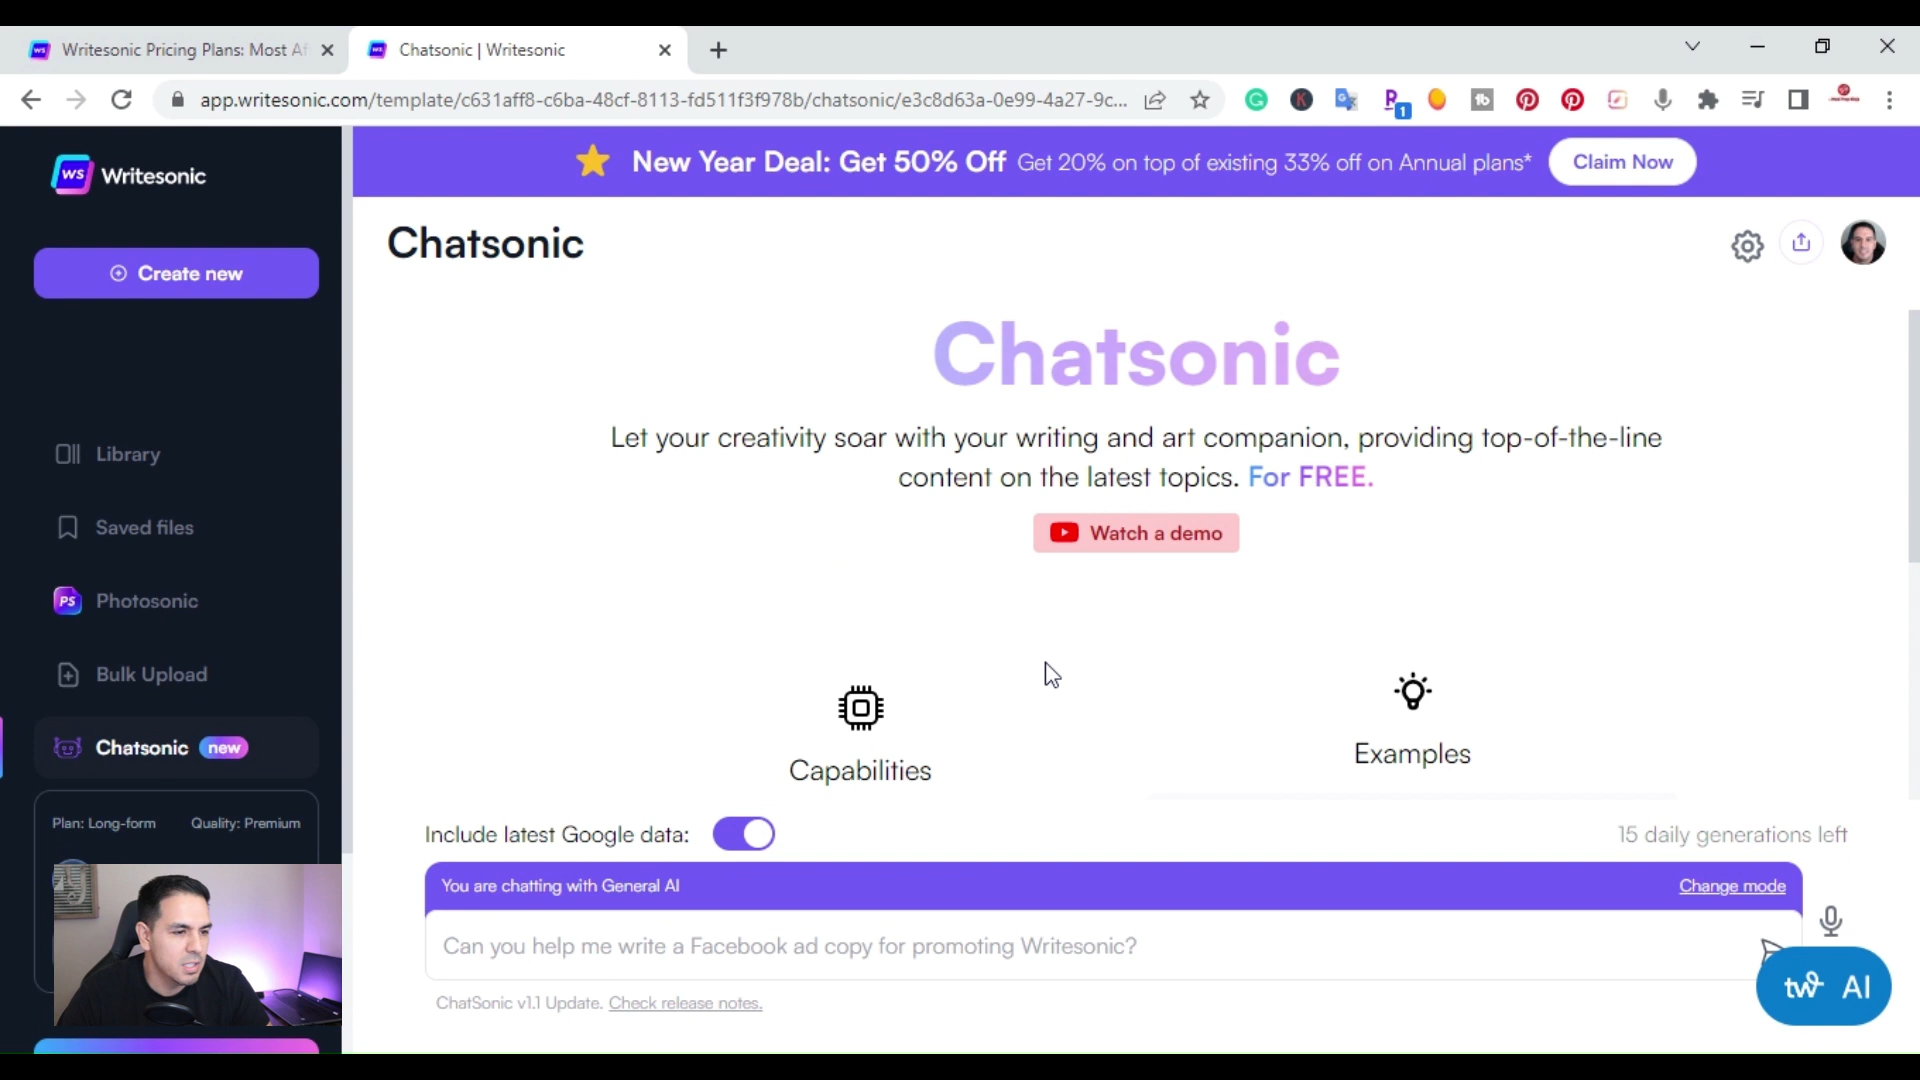 Writesonic Pricing Plans: Most Af
Chatsonic | Writesonic
app.writesonic.com/template/c631aff8-c6ba-48cf-8113-fd511f3f978b/chatsonic/e3c8d63a-0e99-4a27-9c...
1
ws Writesonic
New Year Deal: Get 50% Off Get 20% on top of existing 33% off on Annual plans* Claim Now
Create new
Chatsonic
Chatsonic
Let your creativity soar with your writing and art companion, providing top-of-the-line
content on the latest topics. For FREE.
Watch a demo
Library
Saved files
PS Photosonic
Bulk Upload
Chatsonic new
Capabilities
Examples
Plan: Long-form Quality: Premium
Include latest Google data:
15 daily generations left
You are chatting with General AI
Change mode
Can you help me write a Facebook ad copy for promoting Writesonic?
ChatSonic v1.1 Update. Check release notes.
tw AI